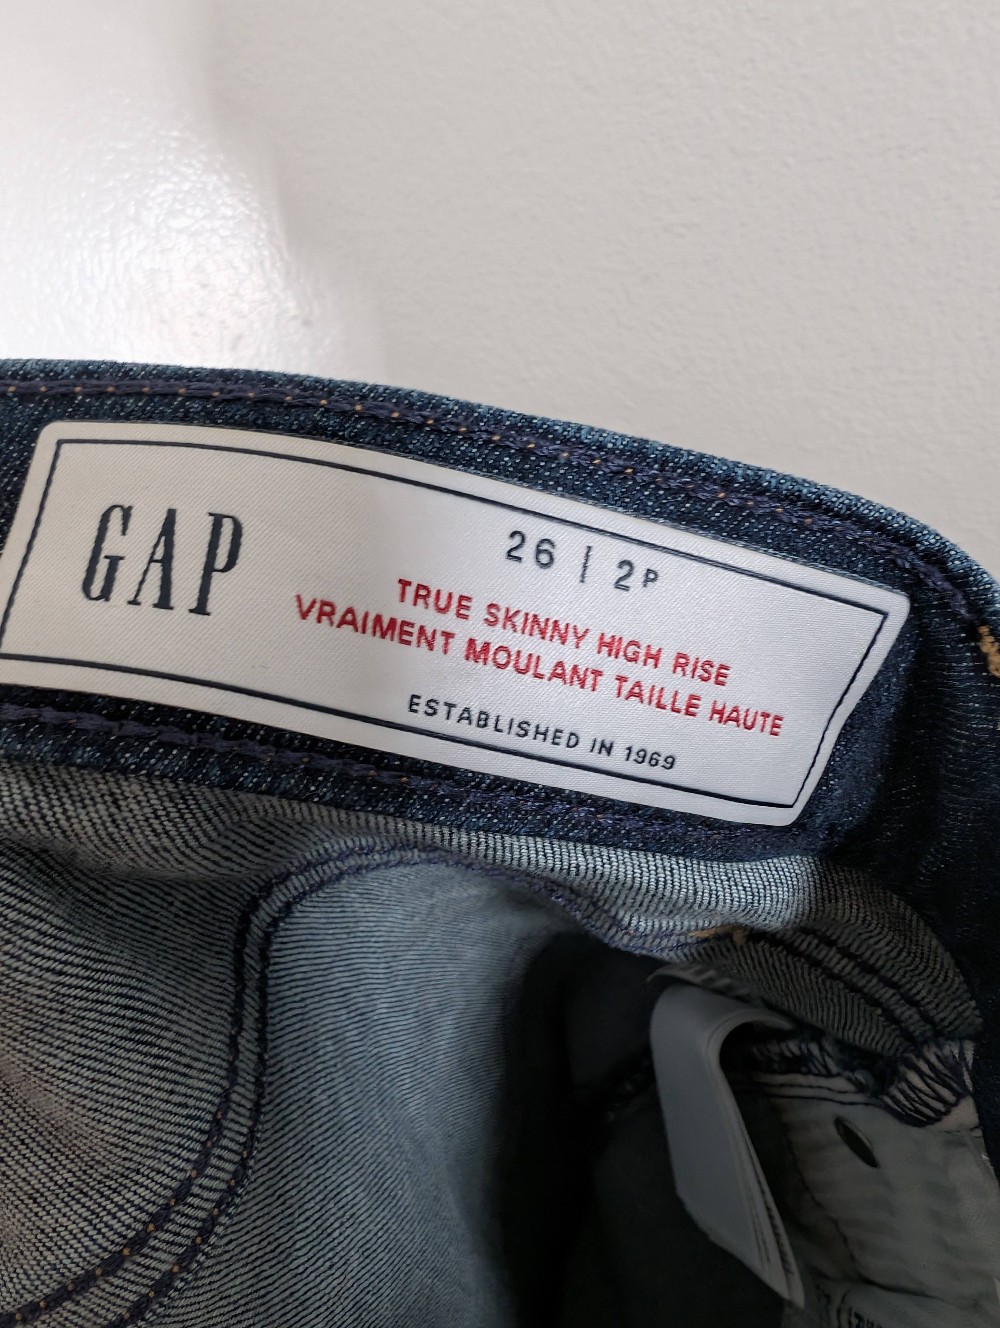 GAP
26 | 2P
TRUE SKINNY HIGH RISE
VRAIMENT MOULANT TAILLE HAUTE
ESTABLISHED IN 1969